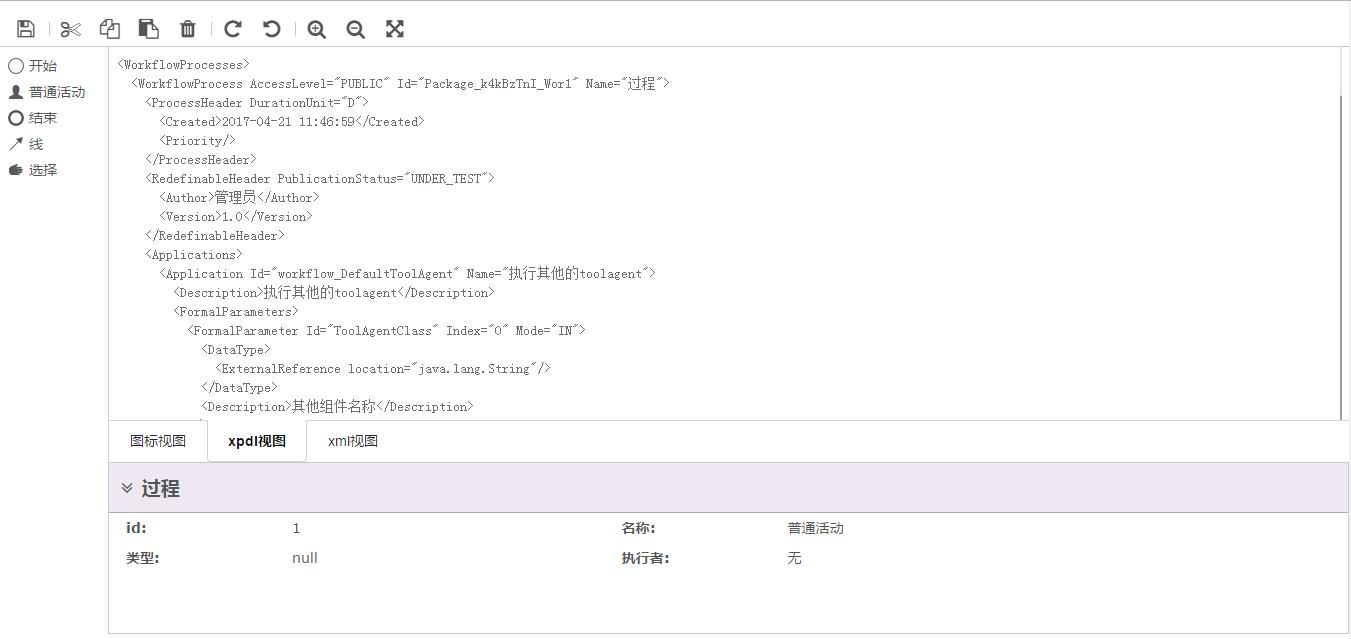 开始
普通活动
结束
线
选择
<WorkflowProcesses>
<WorkflowProcess AccessLevel="PUBLIC" Id="Package_k4kBzTnI_Wor1" Name="过程">
<ProcessHeader DurationUnit="D">
<Created>2017-04-21 11:46:59</Created>
<Priority/>
</ProcessHeader>
<RedefinableHeader PublicationStatus="UNDER_TEST">
<Author>管理员</Author>
<Version>1.0</Version>
</RedefinableHeader>
<Applications>
<Application Id="workflow_DefaultToolAgent" Name="执行其他的toolagent">
<Description>执行其他的toolagent</Description>
<FormalParameters>
<FormalParameter Id="ToolAgentClass" Index="0" Mode="IN">
<DataType>
<ExternalReference location="java.lang.String"/>
</DataType>
<Description>其他组件名称</Description>
图标视图 xpdl视图 xml视图
过程
id: 1 名称: 普通活动
类型: null 执行者: 无